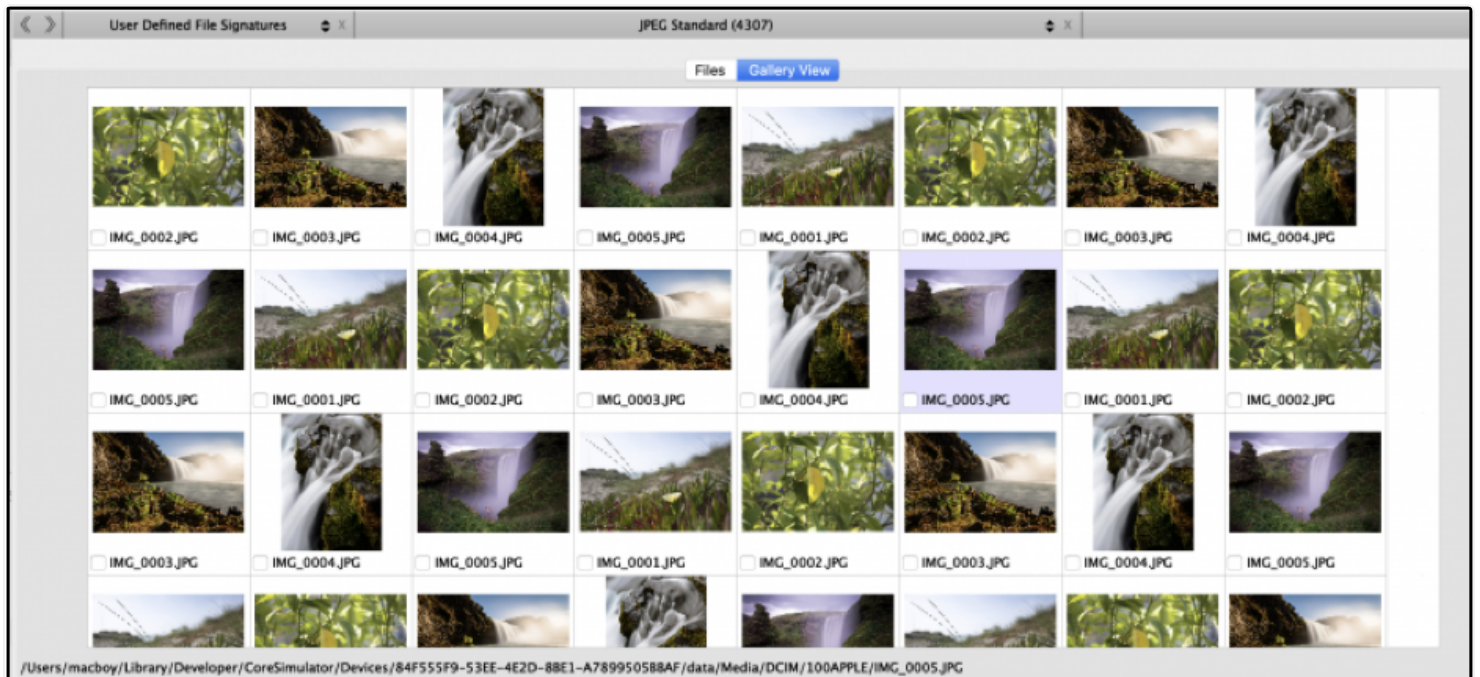 User Defined File Signatures X JPEG Standard (4307) X
Files Gallery View
IMG_0002.JPG IMG_0003.JPG IMG_0004.JPG IMG_0005.JPG IMG_0001.JPG IMG_0002.JPG IMG_0003.JPG IMG_0004.JPG
IMG_0005.JPG IMG_0001.JPG IMG_0002.JPG IMG_0003.JPG IMG_0004.JPG IMG_0005.JPG IMG_0001.JPG IMG_0002.JPG
IMG_0003.JPG IMG_0004.JPG IMG_0005.JPG IMG_0001.JPG IMG_0002.JPG IMG_0003.JPG IMG_0004.JPG IMG_0005.JPG
/Users/macboy/Library/Developer/CoreSimulator/Devices/84F555F9-53EE-4E2D-88E1-A789950588AF/data/Media/DCIM/100APPLE/IMG_0005.JPG